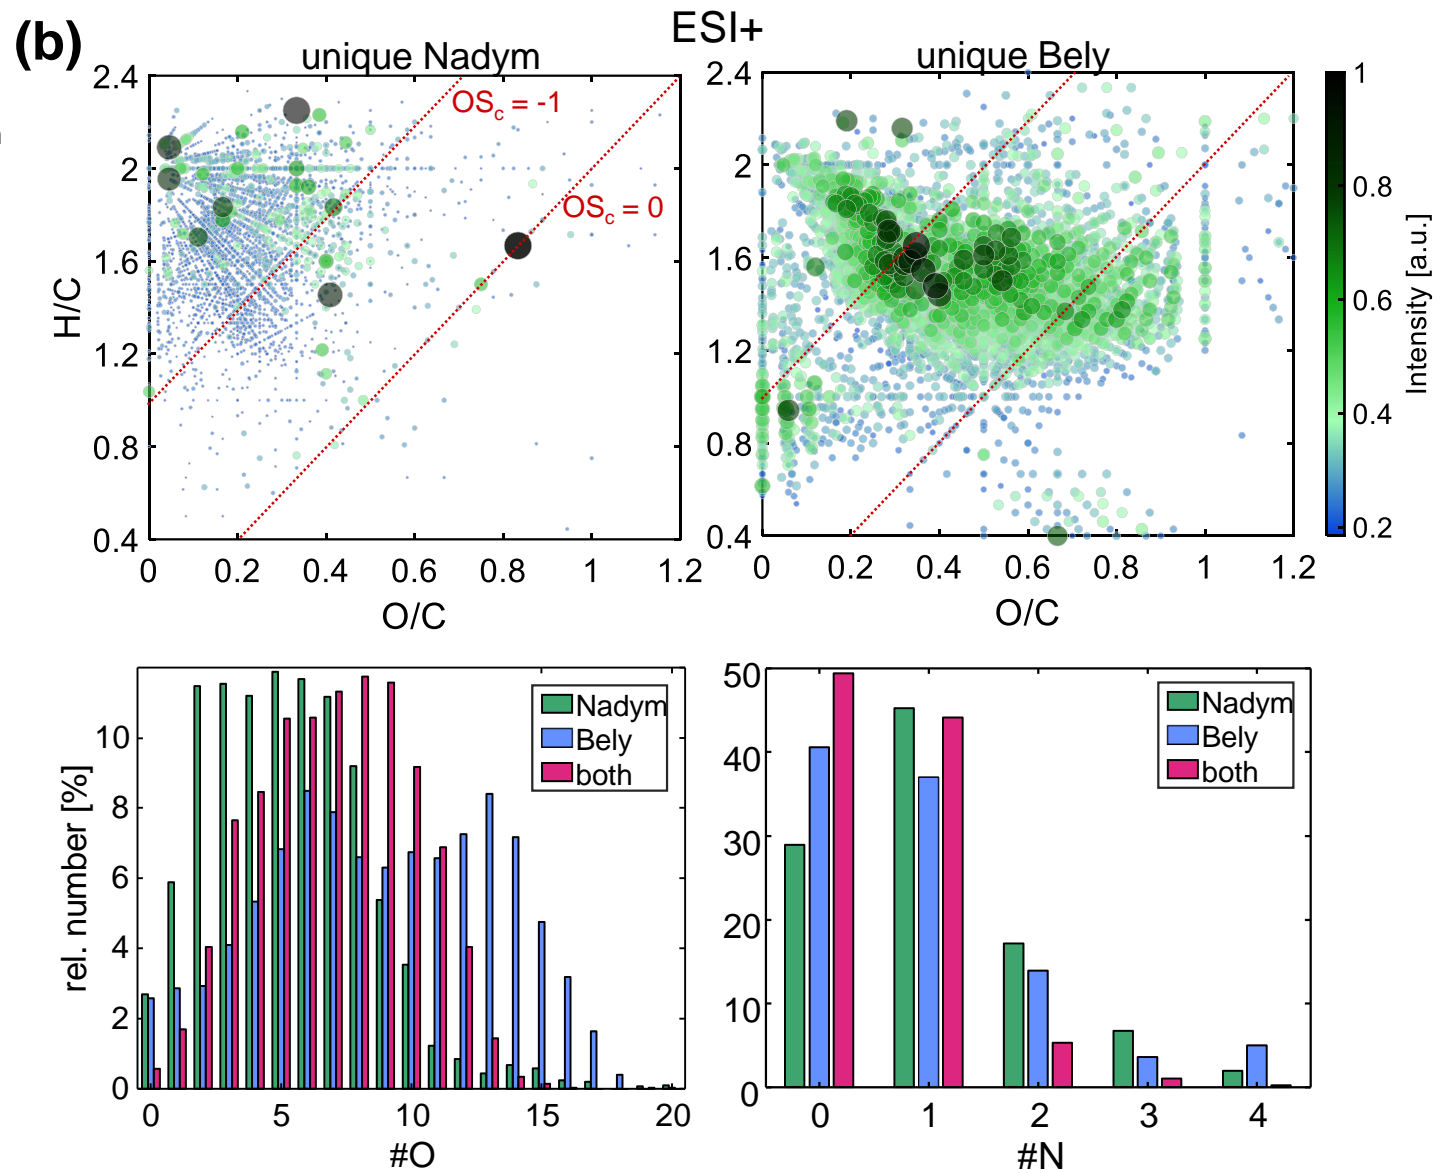 (b)
ESI+
unique Nadym
unique Bely
2.4
2
1.6
1.2
0.8
0.4
H/C
OSc = -1
OSc = 0
0 0.2 0.4 0.6 0.8 1 1.2
O/C
2.4
2
1.6
1.2
0.8
0.4
0 0.2 0.4 0.6 0.8 1 1.2
O/C
1
0.8
0.6
0.4
0.2
Intensity [a.u.]
10
8
6
4
2
0
rel. number [%]
Nadym
Bely
both
0 5 10 15 20
#O
50
40
30
20
10
0
Nadym
Bely
both
0 1 2 3 4
#N